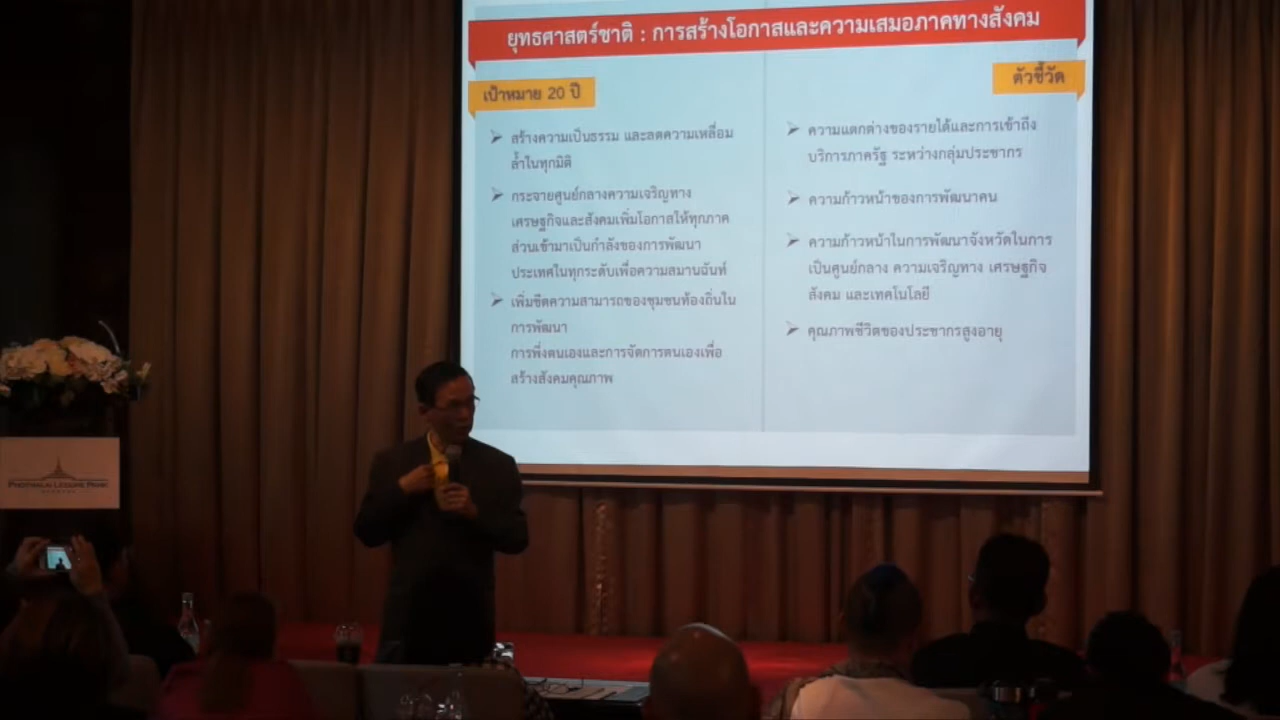 ยุทธศาสตร์ชาติ : การสร้างโอกาสและความเสมอภาคทางสังคม
เป้าหมาย 20 ปี
สร้างความเป็นธรรม และลดความเหลื่อม
ล้ำในทุกมิติ
กระจายศูนย์กลางความเจริญทาง
เศรษฐกิจและสังคมเพิ่มโอกาสให้ทุกภาค
ส่วนเข้ามาเป็นกำลังของการพัฒนา
ประเทศในทุกระดับเพื่อความสมานฉันท์
เพิ่มขีดความสามารถของชุมชนท้องถิ่นใน
การพัฒนา
การพึ่งตนเองและการจัดการตนเองเพื่อ
สร้างสังคมคุณภาพ
ตัวชี้วัด
ความแตกต่างของรายได้และการเข้าถึง
บริการภาครัฐ ระหว่างกลุ่มประชากร
ความก้าวหน้าของการพัฒนาคน
ความก้าวหน้าในการพัฒนาจังหวัดในการ
เป็นศูนย์กลาง ความเจริญทาง เศรษฐกิจ
สังคม และเทคโนโลยี
คุณภาพชีวิตของประชากรสูงอายุ
PHOTHALAI LEISURE PARK